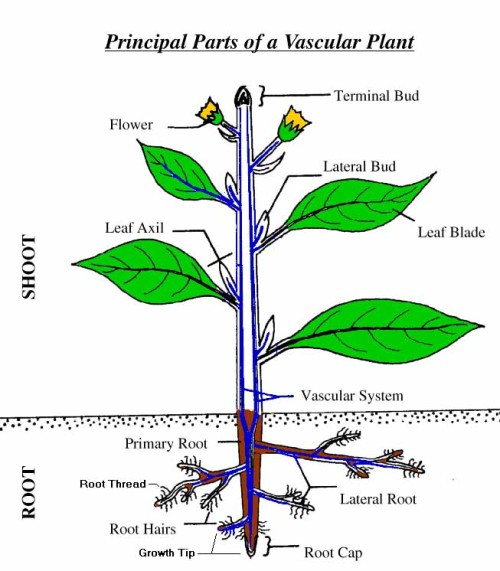 Principal Parts of a Vascular Plant
Terminal Bud
Flower
Lateral Bud
Leaf Axil
Leaf Blade
SHOOT
Vascular System
Primary Root
ROOT
Root Thread
Lateral Root
Root Hairs
Growth Tip
Root Cap